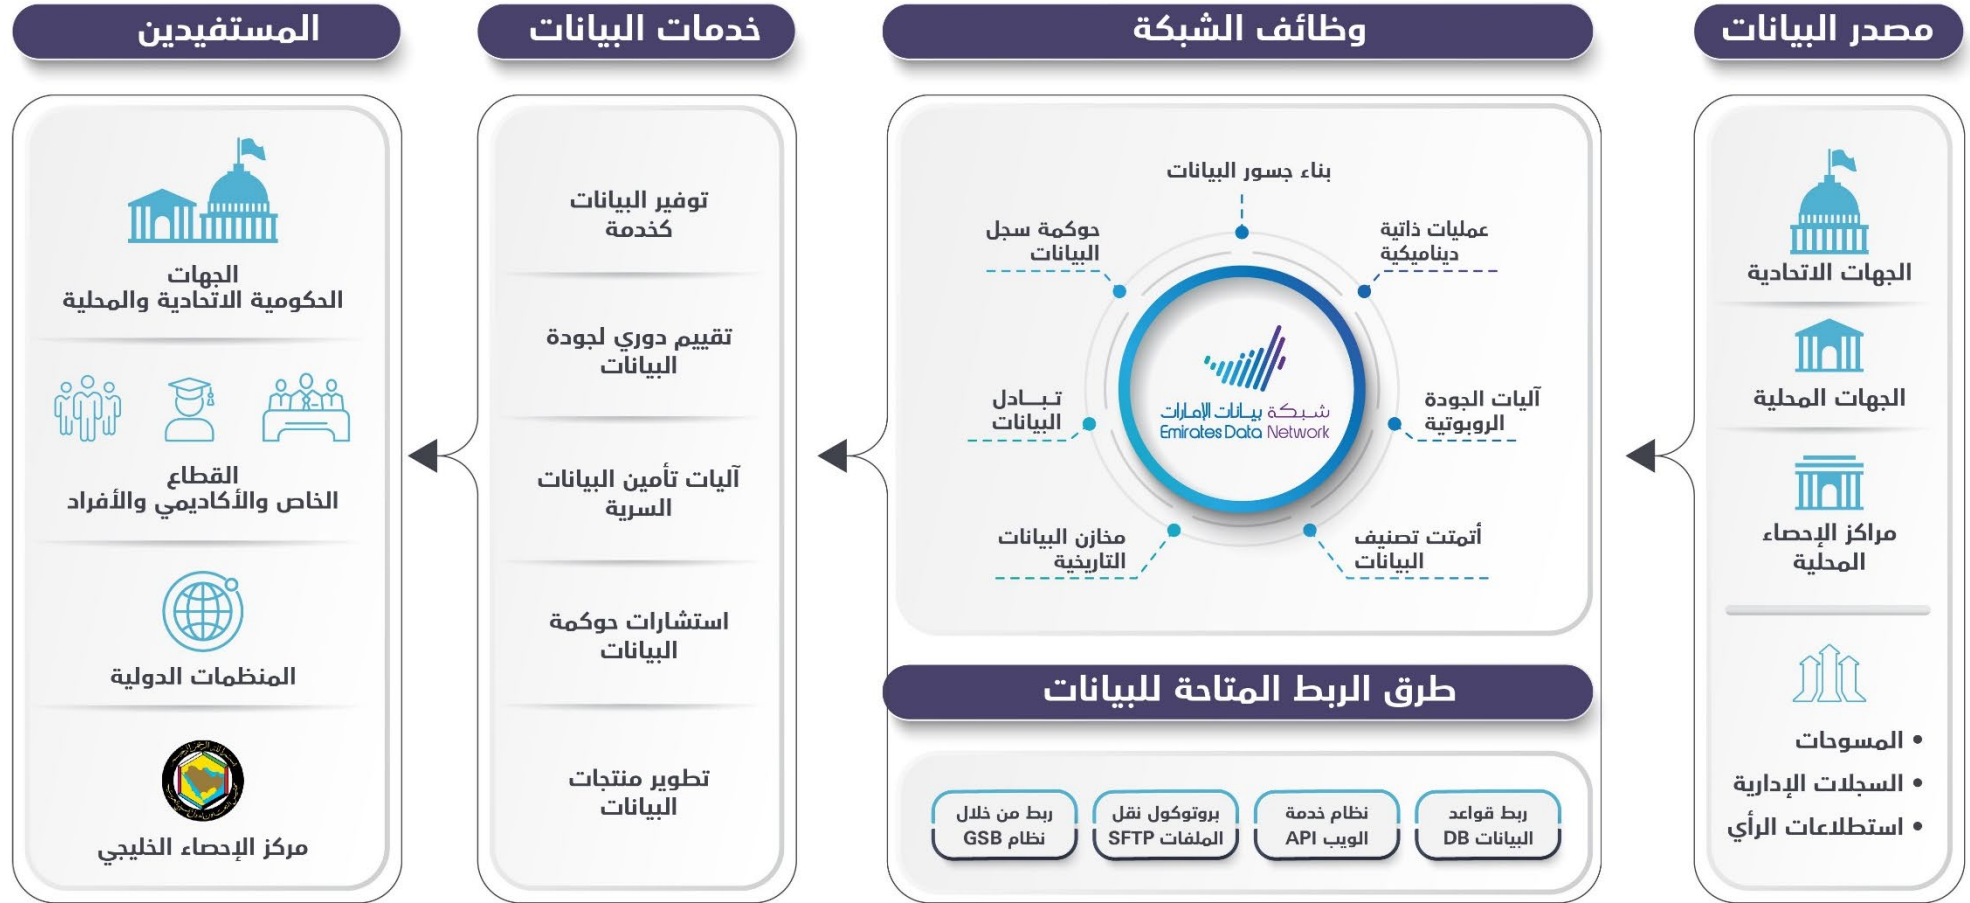 مصدر البيانات
الجهات الاتحادية
الجهات المحلية
مراكز الإحصاء
المحلية
• المسوحات
• السجلات الإدارية
• استطلاعات الرأي
وظائف الشبكة
بناء جسور البيانات
عمليات ذاتية
ديناميكية
آليات الجودة
الروبوتية
أتمتت تصنيف
البيانات
مخازن البيانات
التاريخية
تبـــادل
البيانات
حوكمة سجل
البيانات
شبكة بيانات الإمارات
Emirates Data Network
طرق الربط المتاحة للبيانات
ربط قواعد
البيانات DB
نظام خدمة
الويب API
بروتوكول نقل
الملفات SFTP
ربط من خلال
نظام GSB
خدمات البيانات
توفير البيانات
كخدمة
تقييم دوري لجودة
البيانات
آليات تأمين البيانات
السرية
استشارات حوكمة
البيانات
تطوير منتجات
البيانات
المستفيدين
الجهات
الحكومية الاتحادية والمحلية
القطاع
الخاص والأكاديمي والأفراد
المنظمات الدولية
مركز الإحصاء الخليجي